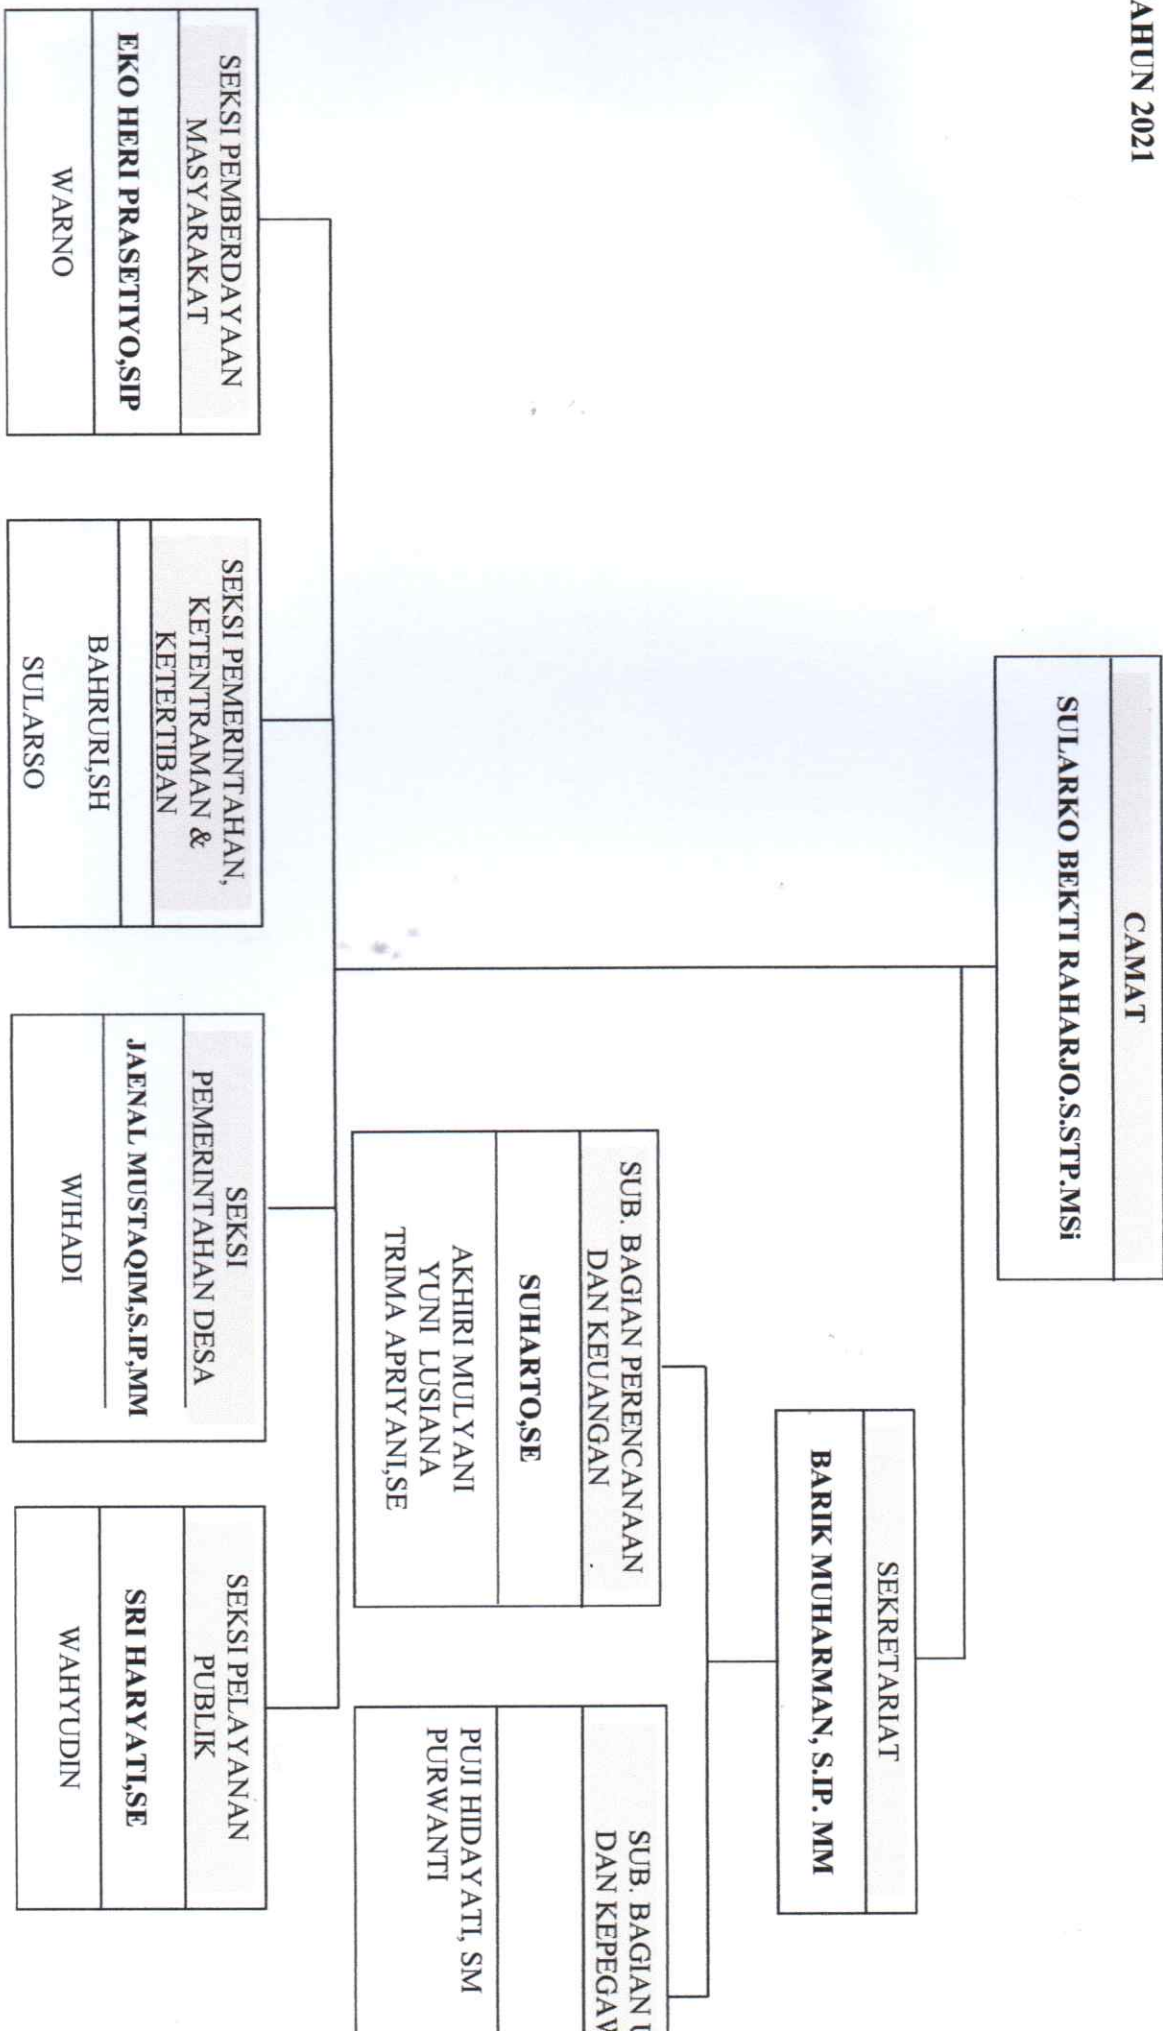 AHUN 2021
CAMAT
SULARKO BEKTI RAHARJO.S.STP.MSi
SEKRETARIAT
BARIK MUHARMAN, S.IP. MM
SUB. BAGIAN PERENCANAAN
DAN KEUANGAN
SUHARTO,SE
AKHIRI MULYANI
YUNI LUSIANA
TRIMA APRIYANI,SE
SUB. BAGIAN U
DAN KEPEGAW
PUJI HIDAYATI, SM
PURWANTI
SEKSI PEMBERDAYAAN
MASYARAKAT
EKO HERI PRASETIYO,SIP
WARNO
SEKSI PEMERINTAHAN,
KETENTRAMAN &
KETERTIBAN
BAHRURI,SH
SULARSO
SEKSI
PEMERINTAHAN DESA
JAENAL MUSTAQIM,S.IP,MM
WIHADI
SEKSI PELAYANAN
PUBLIK
SRI HARYATI,SE
WAHYUDIN